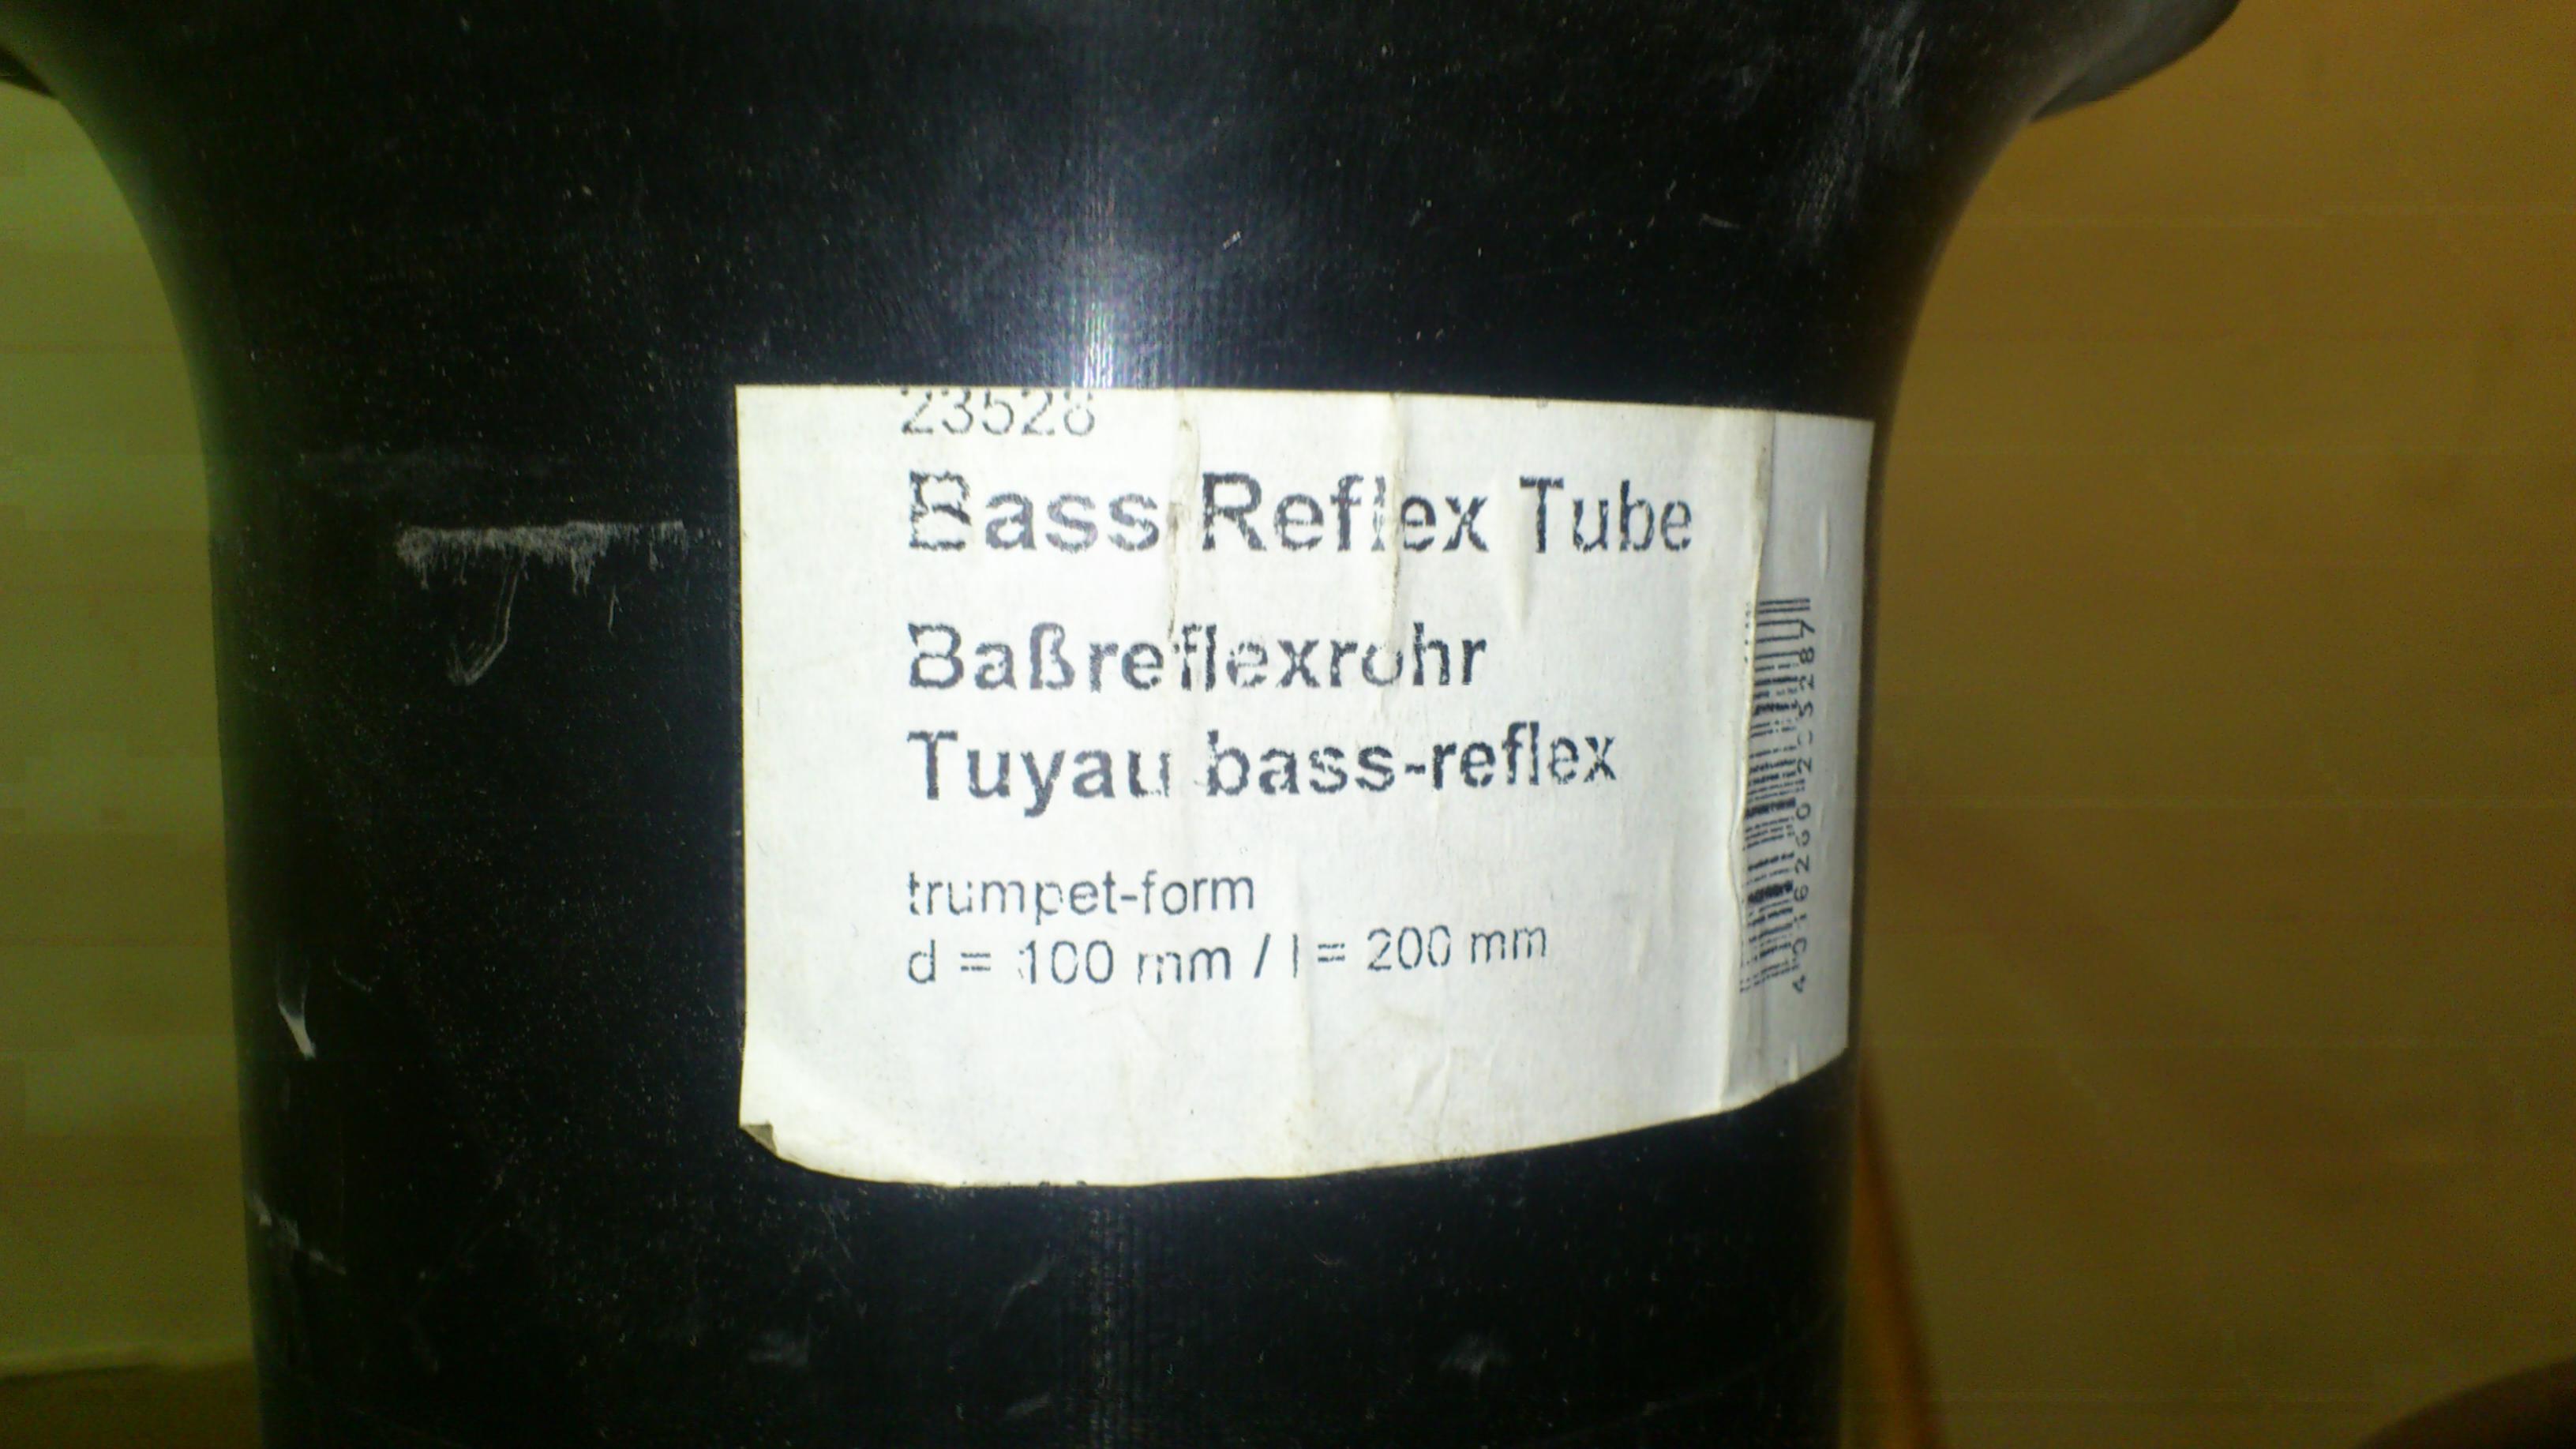 23528
Bass Reflex Tube
Baßreflexrohr
Tuyau bass-reflex
trumpet-form
d = 100 mm / l = 200 mm